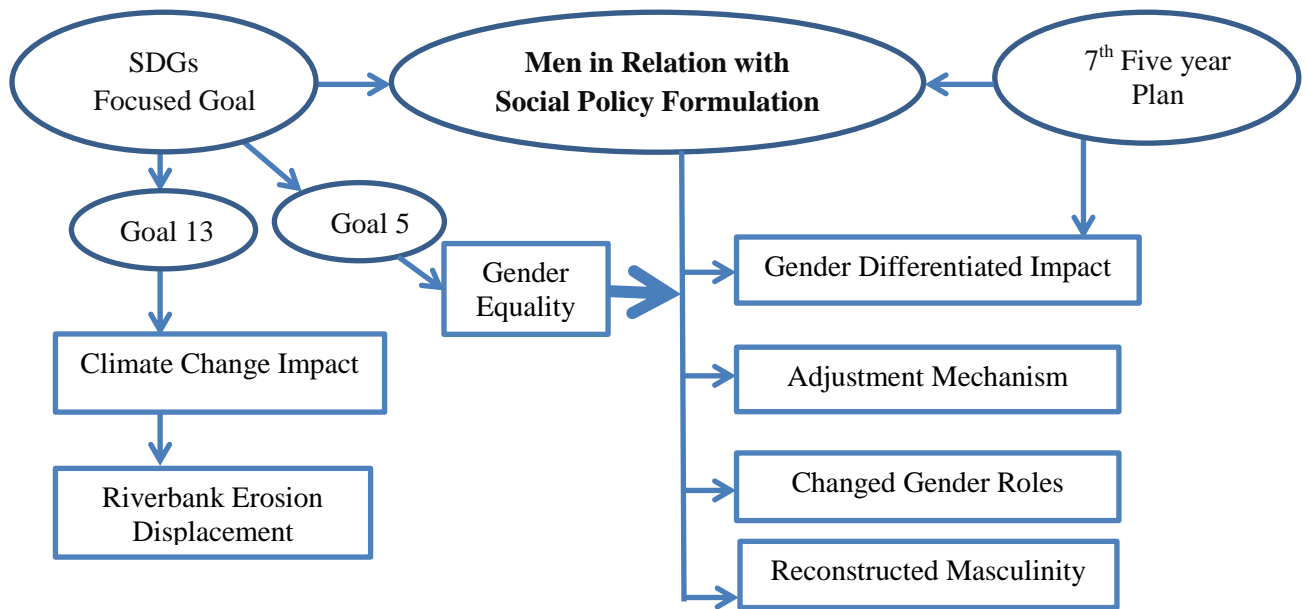 SDGs
Focused Goal
Men in Relation with
Social Policy Formulation
7th Five year
Plan
Goal 13
Goal 5
Gender
Equality
Gender Differentiated Impact
Climate Change Impact
Adjustment Mechanism
Riverbank Erosion
Displacement
Changed Gender Roles
Reconstructed Masculinity